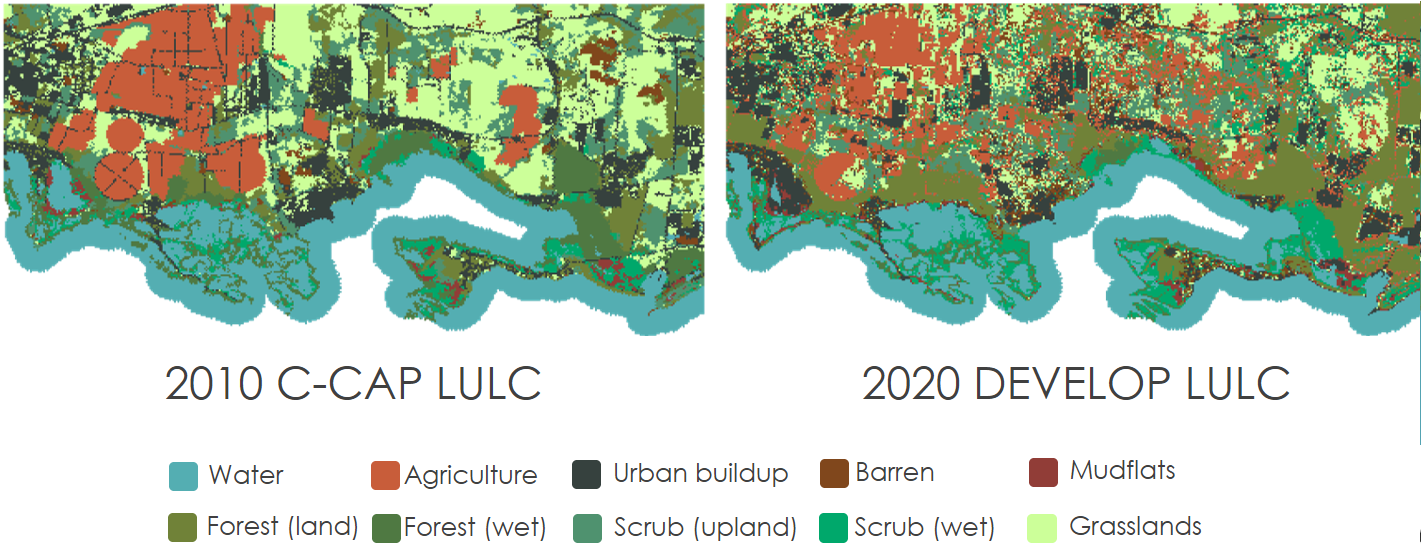 2010 C-CAP LULC
2020 DEVELOP LULC
Water
Agriculture
Urban buildup
Barren
Mudflats
Forest (land)
Forest (wet)
Scrub (upland)
Scrub (wet)
Grasslands